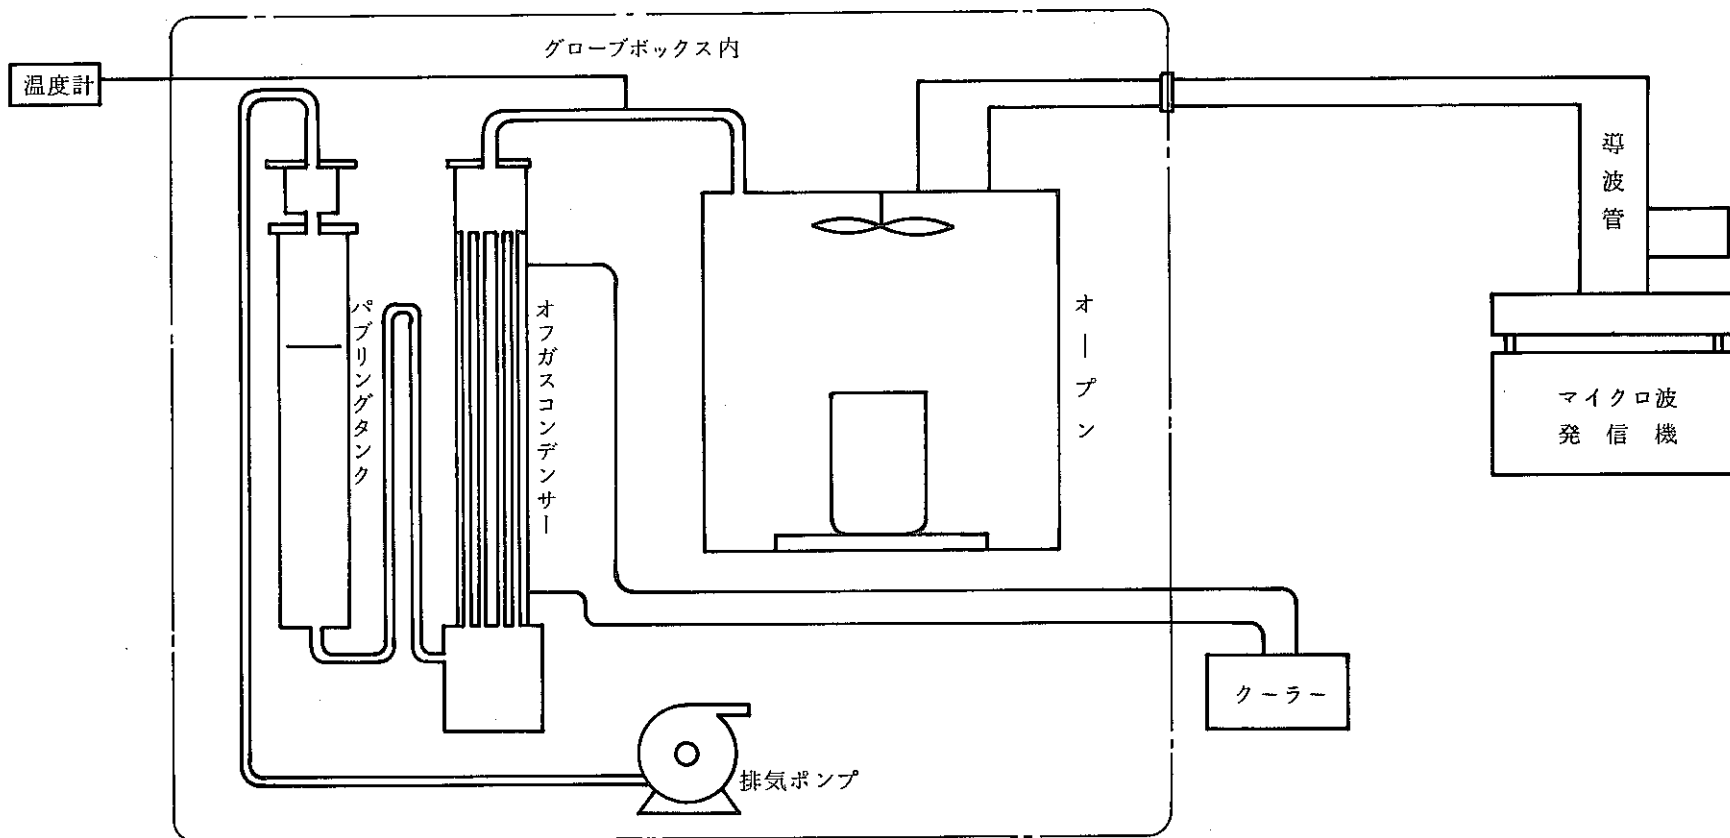 グローブボックス内
温度計
導波管
バブリングタンク
オフガスコンデンサー
オーブン
マイクロ波
発信機
クーラー
排気ポンプ